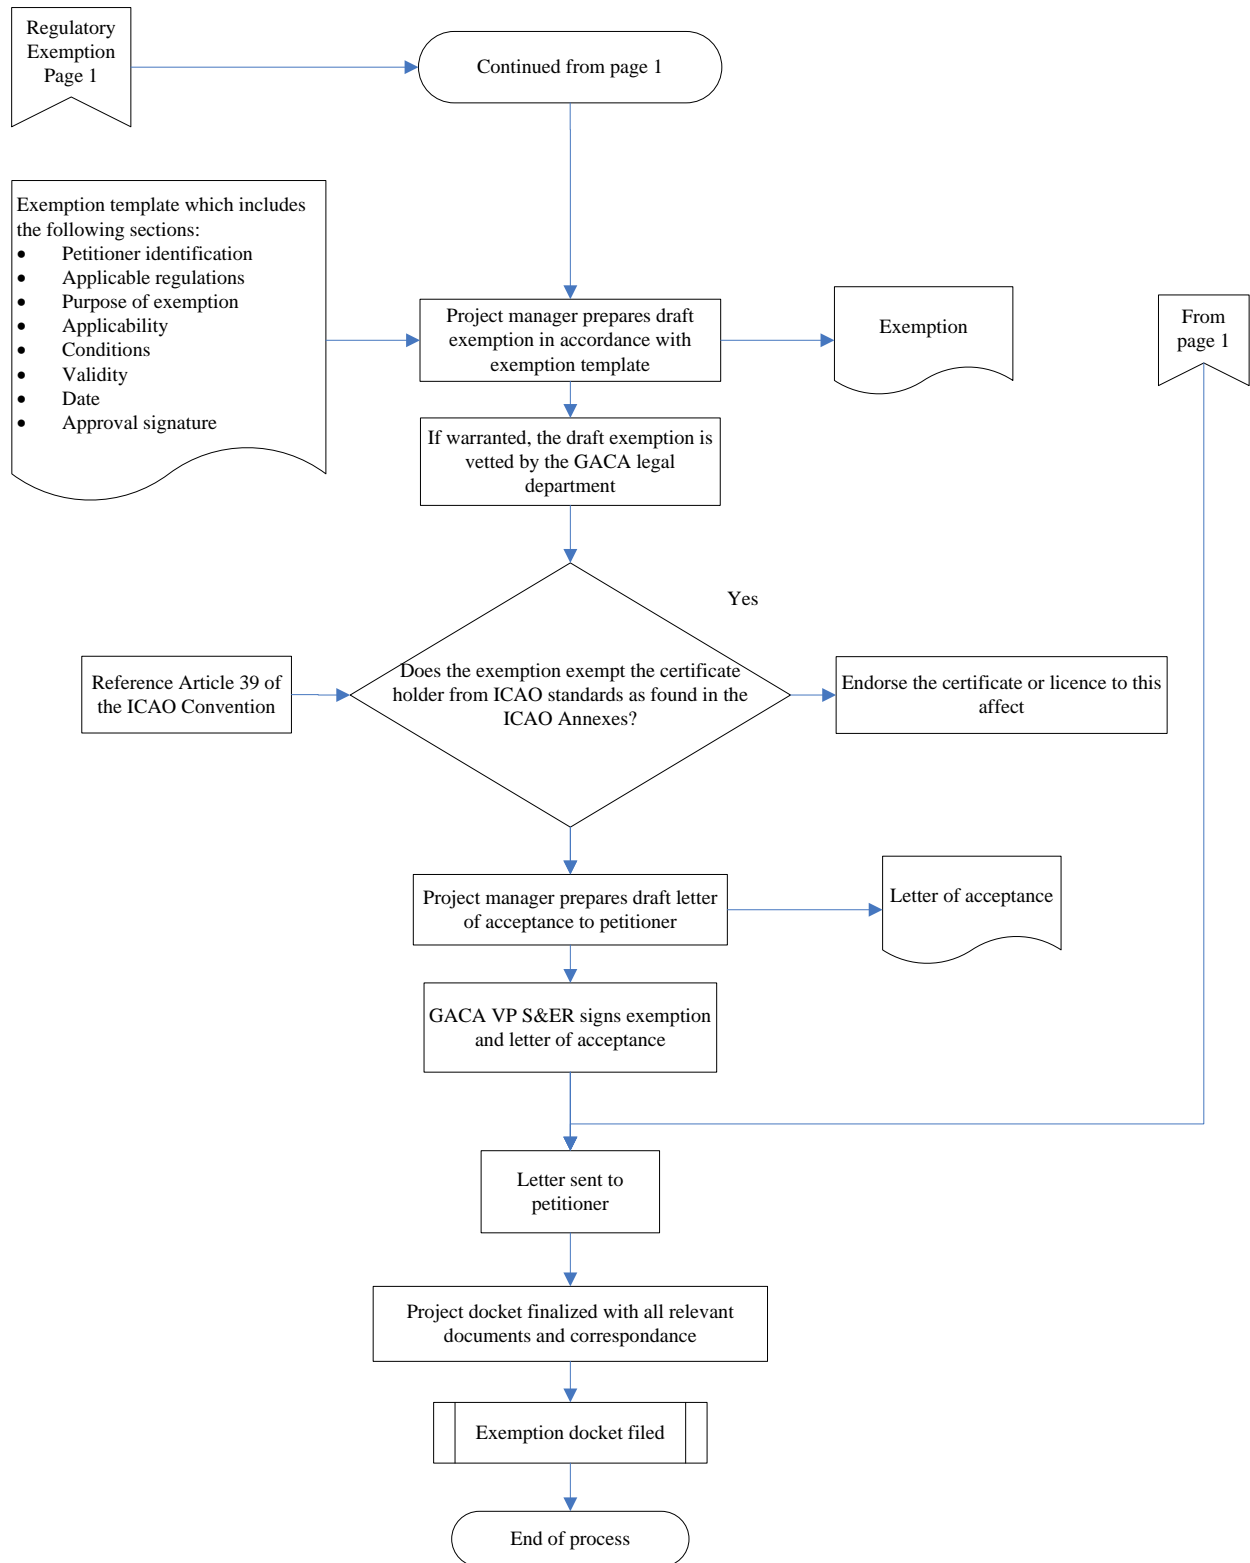 Regulatory
Exemption
Page 1
Continued from page 1
Exemption template which includes
the following sections:
• Petitioner identification
• Applicable regulations
• Purpose of exemption
• Applicability
• Conditions
• Validity
• Date
• Approval signature
Project manager prepares draft
exemption in accordance with
exemption template
Exemption
From
page 1
If warranted, the draft exemption is
vetted by the GACA legal
department
Yes
Reference Article 39 of
the ICAO Convention
Does the exemption exempt the certificate
holder from ICAO standards as found in the
ICAO Annexes?
Endorse the certificate or licence to this
affect
Project manager prepares draft letter
of acceptance to petitioner
Letter of acceptance
GACA VP S&ER signs exemption
and letter of acceptance
Letter sent to
petitioner
Project docket finalized with all relevant
documents and correspondance
Exemption docket filed
End of process